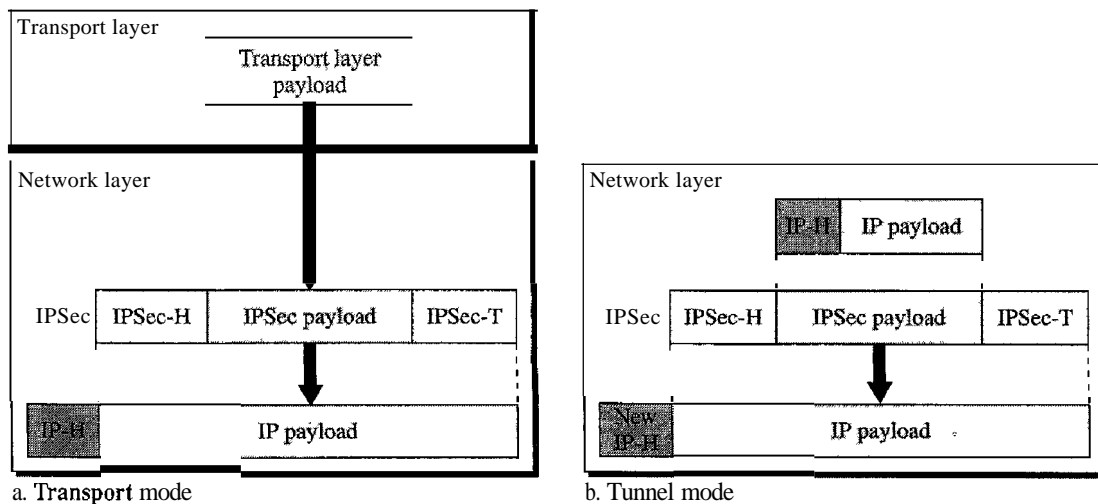 Transport layer
Transport layer
payload
Network layer
IPSec
IPSec-H
IPSec payload
IPSec-T
IP-H
IP payload
a. Transport mode
Network layer
IP-H
IP payload
IPSec
IPSec-H
IPSec payload
IPSec-T
New
IP-H
IP payload
b. Tunnel mode